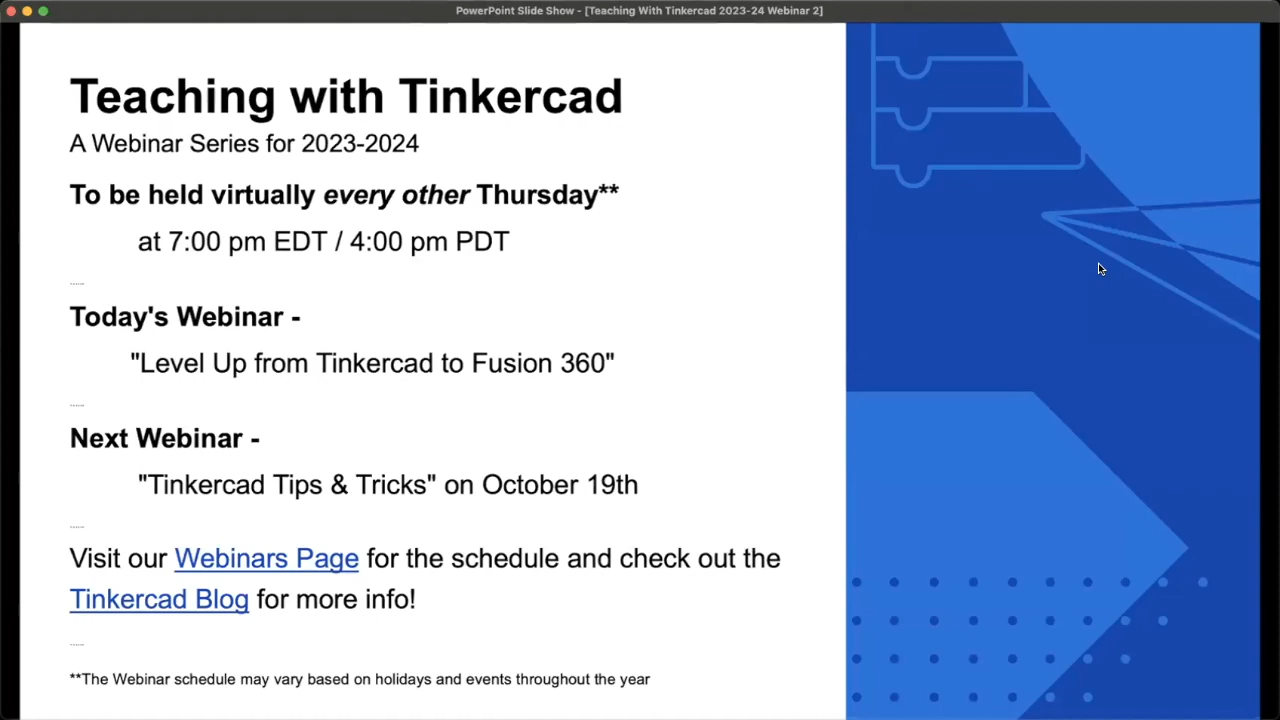 PowerPoint Slide Show - [Teaching With Tinkercad 2023-24 Webinar 2]
Teaching with Tinkercad
A Webinar Series for 2023-2024
To be held virtually every other Thursday**
at 7:00 pm EDT / 4:00 pm PDT
Today's Webinar -
"Level Up from Tinkercad to Fusion 360"
Next Webinar -
"Tinkercad Tips & Tricks" on October 19th
Visit our Webinars Page for the schedule and check out the
Tinkercad Blog for more info!
**The Webinar schedule may vary based on holidays and events throughout the year